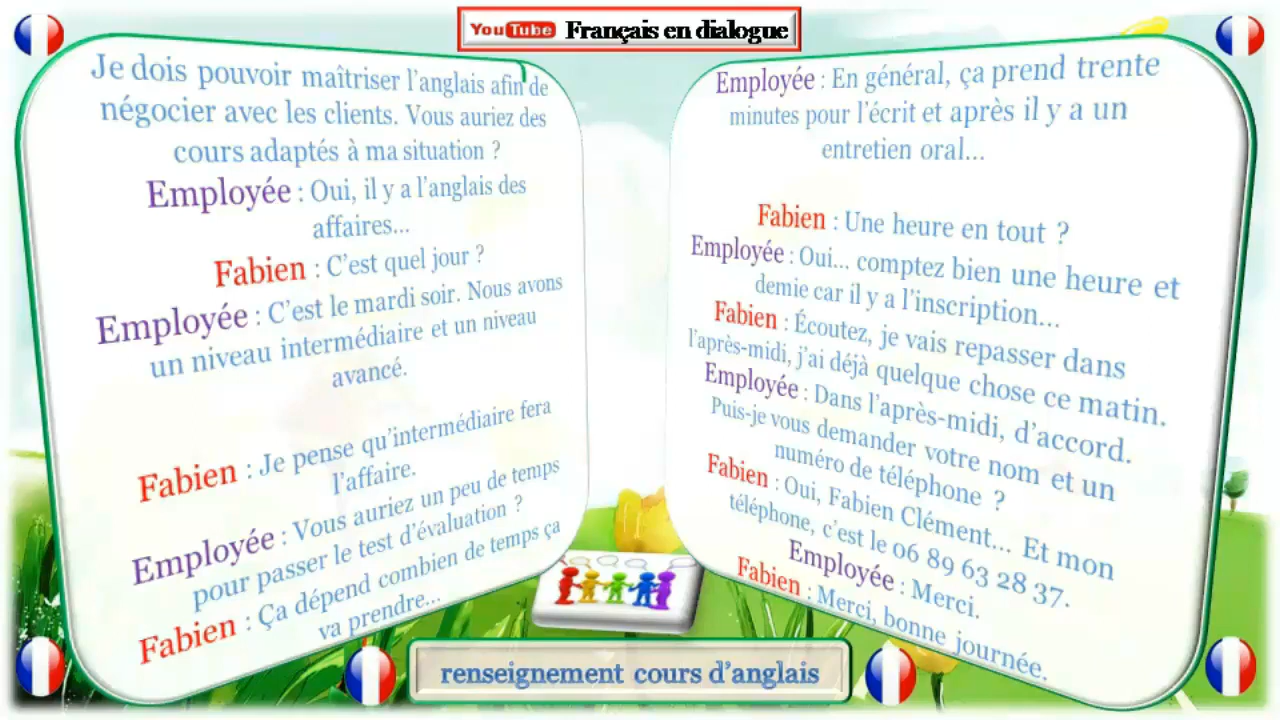 YouTube Français en dialogue
Je dois pouvoir maîtriser l'anglais afin de
négocier avec les clients. Vous auriez des
cours adaptés à ma situation ?
Employée : Oui, il y a l'anglais des
affaires...
Fabien : C'est quel jour ?
Employée : C'est le mardi soir. Nous avons
un niveau intermédiaire et un niveau
avancé.
Fabien : Je pense qu'intermédiaire fera
l'affaire.
Employée : Vous auriez un peu de temps
pour passer le test d'évaluation ?
Fabien : Ça dépend combien de temps ça
va prendre...
Employée : En général, ça prend trente
minutes pour l'écrit et après il y a un
entretien oral...
Fabien : Une heure en tout ?
Employée : Oui... comptez bien une heure et
demie car il y a l'inscription...
Fabien : Écoutez, je vais repasser dans
l'après-midi, j'ai déjà quelque chose ce matin.
Employée : Dans l'après-midi, d'accord.
Puis-je vous demander votre nom et un
numéro de téléphone ?
Fabien : Oui, Fabien Clément... Et mon
téléphone, c'est le 06 89 63 28 37.
Employée : Merci.
Fabien : Merci, bonne journée.
renseignement cours d'anglais